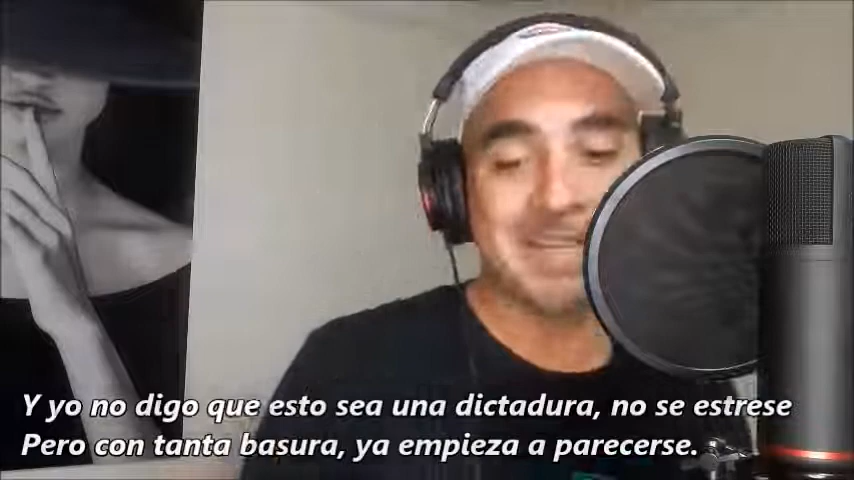 Y yo no digo que esto sea una dictadura, no se estrese
Pero con tanta basura, ya empieza a parecerse.